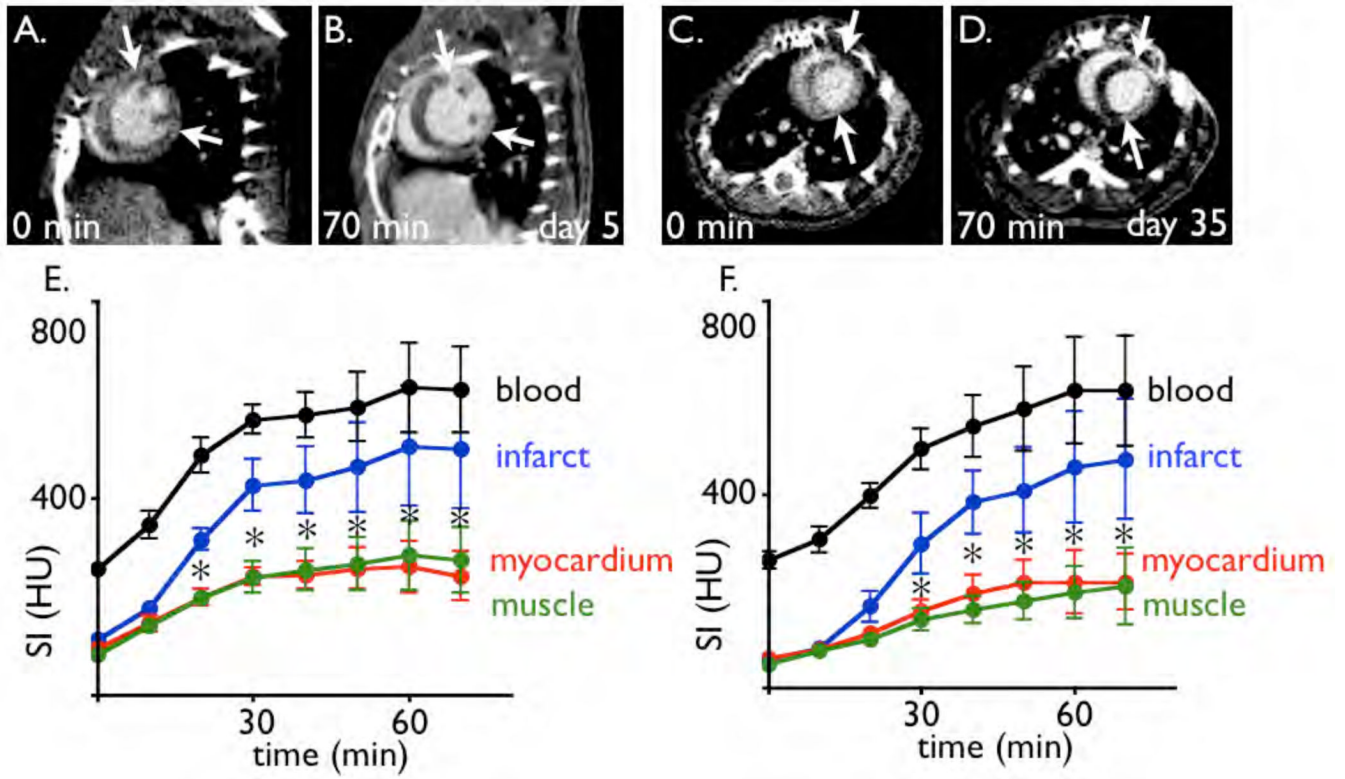 A. B. C. D.
0 min 70 min day 5 0 min 70 min day 35
E.
800
400
SI (HU)
blood
infarct
*
*
*
*
*
*
myocardium
muscle
30 60
time (min)
F.
800
400
SI (HU)
blood
infarct
*
*
*
*
*
myocardium
muscle
30 60
time (min)